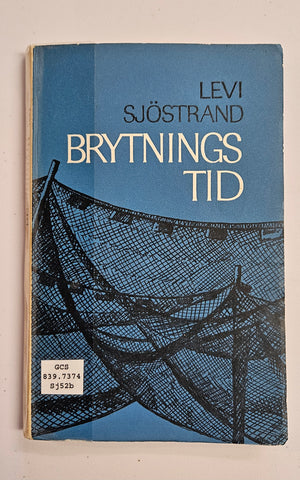 LEVI
SJÖSTRAND
BRYTNINGS
TID
GCS
839.7374
Sj52b